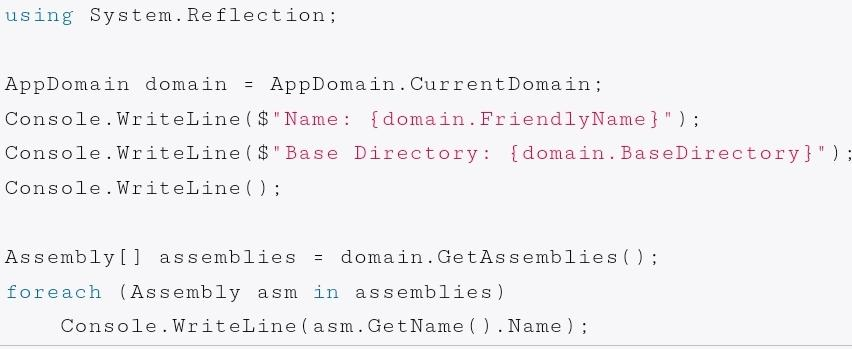 using System.Reflection;
AppDomain domain = AppDomain.CurrentDomain;
Console.WriteLine($"Name: {domain.FriendlyName}");
Console.WriteLine($"Base Directory: {domain.BaseDirectory}");
Console.WriteLine();
Assembly[] assemblies = domain.GetAssemblies();
foreach (Assembly asm in assemblies)
    Console.WriteLine(asm.GetName().Name);